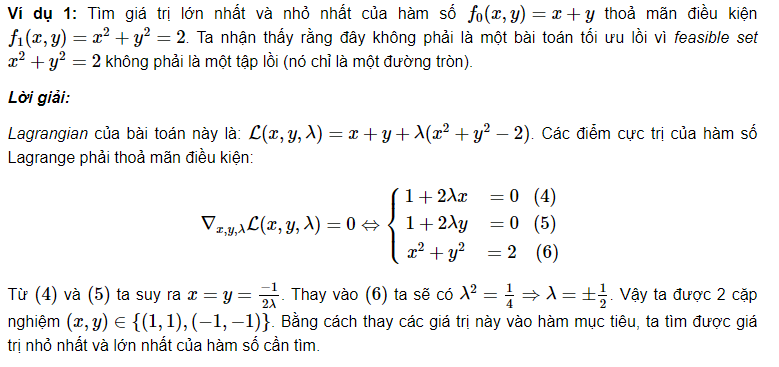 Ví dụ 1: Tìm giá trị lớn nhất và nhỏ nhất của hàm số f₀(x, y) = x + y thoả mãn điều kiện
f₁(x, y) = x² + y² = 2. Ta nhận thấy rằng đây không phải là một bài toán tối ưu lồi vì feasible set
x² + y² = 2 không phải là một tập lồi (nó chỉ là một đường tròn).
Lời giải:
Lagrangian của bài toán này là: ℒ(x, y, λ) = x + y + λ(x² + y² − 2). Các điểm cực trị của hàm số
Lagrange phải thoả mãn điều kiện:
1 + 2λx = 0 (4)
∇x,y,λℒ(x, y, λ) = 0 ⇔ { 1 + 2λy = 0 (5)
x² + y² = 2 (6)
Từ (4) và (5) ta suy ra x = y = −1/2λ. Thay vào (6) ta sẽ có λ² = 1/4 ⇒ λ = ±1/2. Vậy ta được 2 cặp
nghiệm (x, y) ∈ {(1, 1), (−1, −1)}. Bằng cách thay các giá trị này vào hàm mục tiêu, ta tìm được giá
trị nhỏ nhất và lớn nhất của hàm số cần tìm.